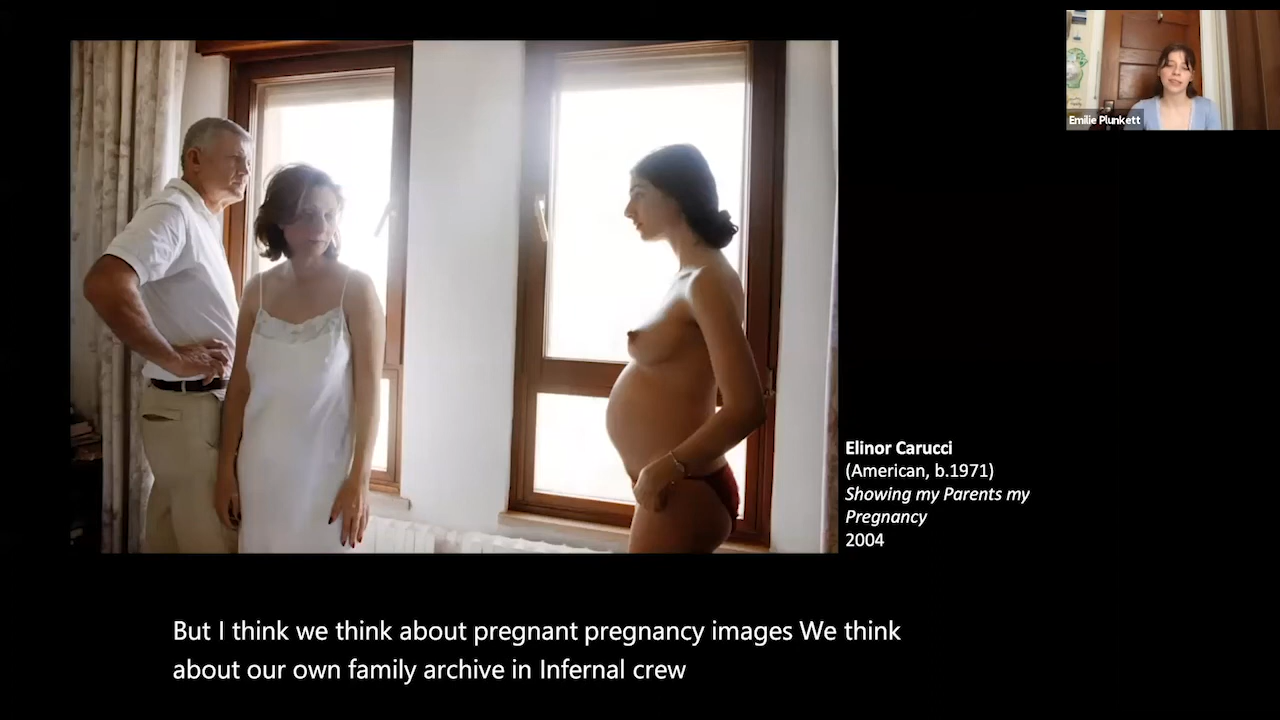 Emilie Plunkett
Elinor Carucci
(American, b.1971)
Showing my Parents my
Pregnancy
2004
But I think we think about pregnant pregnancy images We think
about our own family archive in Infernal crew